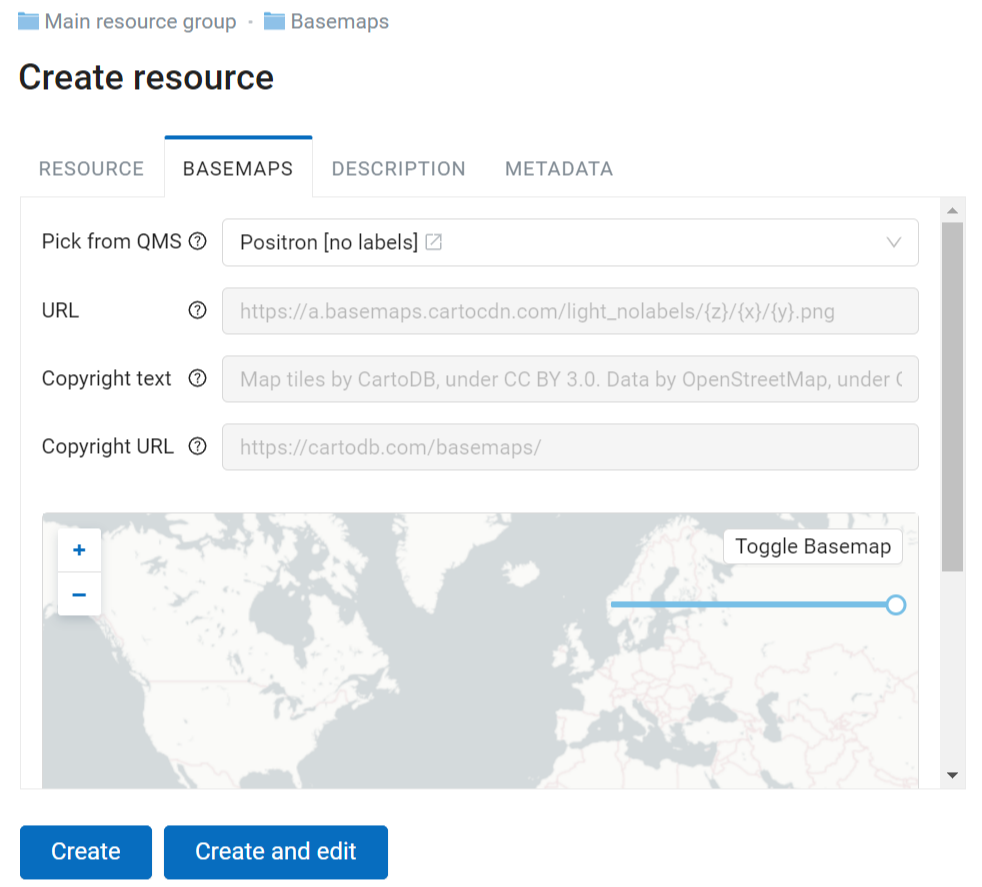 Main resource group • Basemaps
Create resource
RESOURCE BASEMAPS DESCRIPTION METADATA
Pick from QMS Positron [no labels]
URL https://a.basemaps.cartocdn.com/light_nolabels/{z}/{x}/{y}.png
Copyright text Map tiles by CartoDB, under CC BY 3.0. Data by OpenStreetMap, under
Copyright URL https://cartodb.com/basemaps/
+
Toggle Basemap
−
Create Create and edit